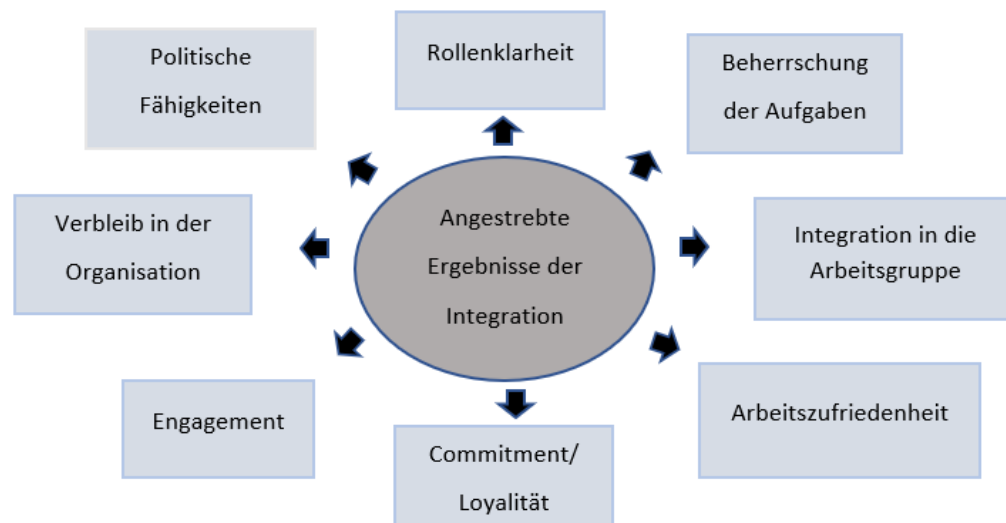 Politische
Fähigkeiten
Rollenklarheit
Beherrschung
der Aufgaben
Verbleib in der
Organisation
Angestrebte
Ergebnisse der
Integration
Integration in die
Arbeitsgruppe
Engagement
Commitment/
Loyalität
Arbeitszufriedenheit